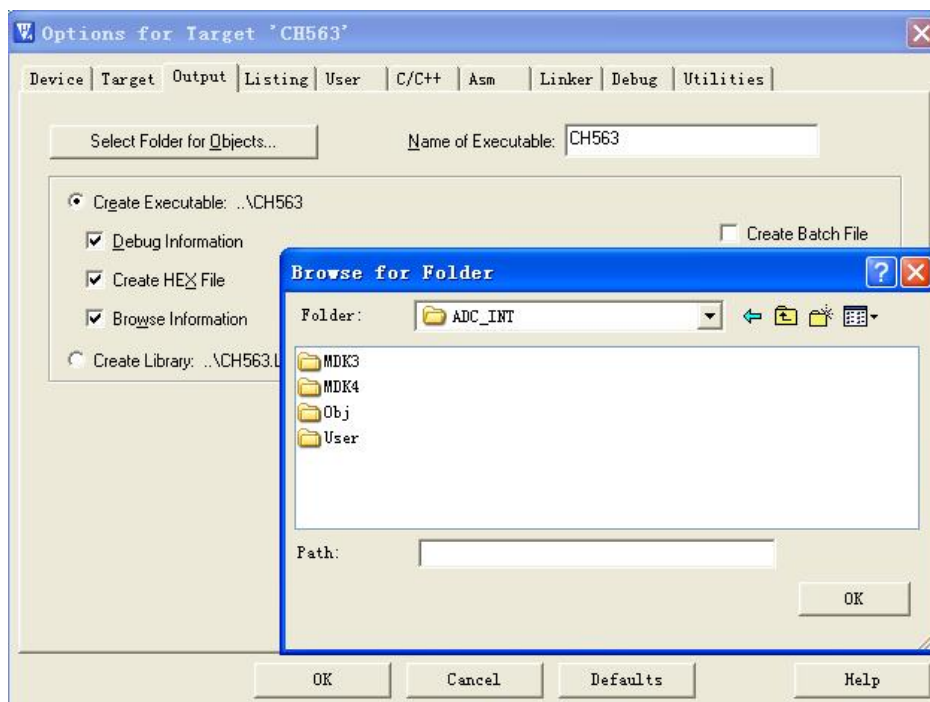 Options for Target 'CH563'
Device Target Output Listing User C/C++ Asm Linker Debug Utilities
Select Folder for Objects... Name of Executable: CH563
Create Executable: ..\CH563
Debug Information Create Batch File
Create HEX File
Browse Information
Create Library: ..\CH563.L
Browse for Folder
Folder: ADC_INT
MDK3
MDK4
Obj
User
Path:
OK
OK Cancel Defaults Help